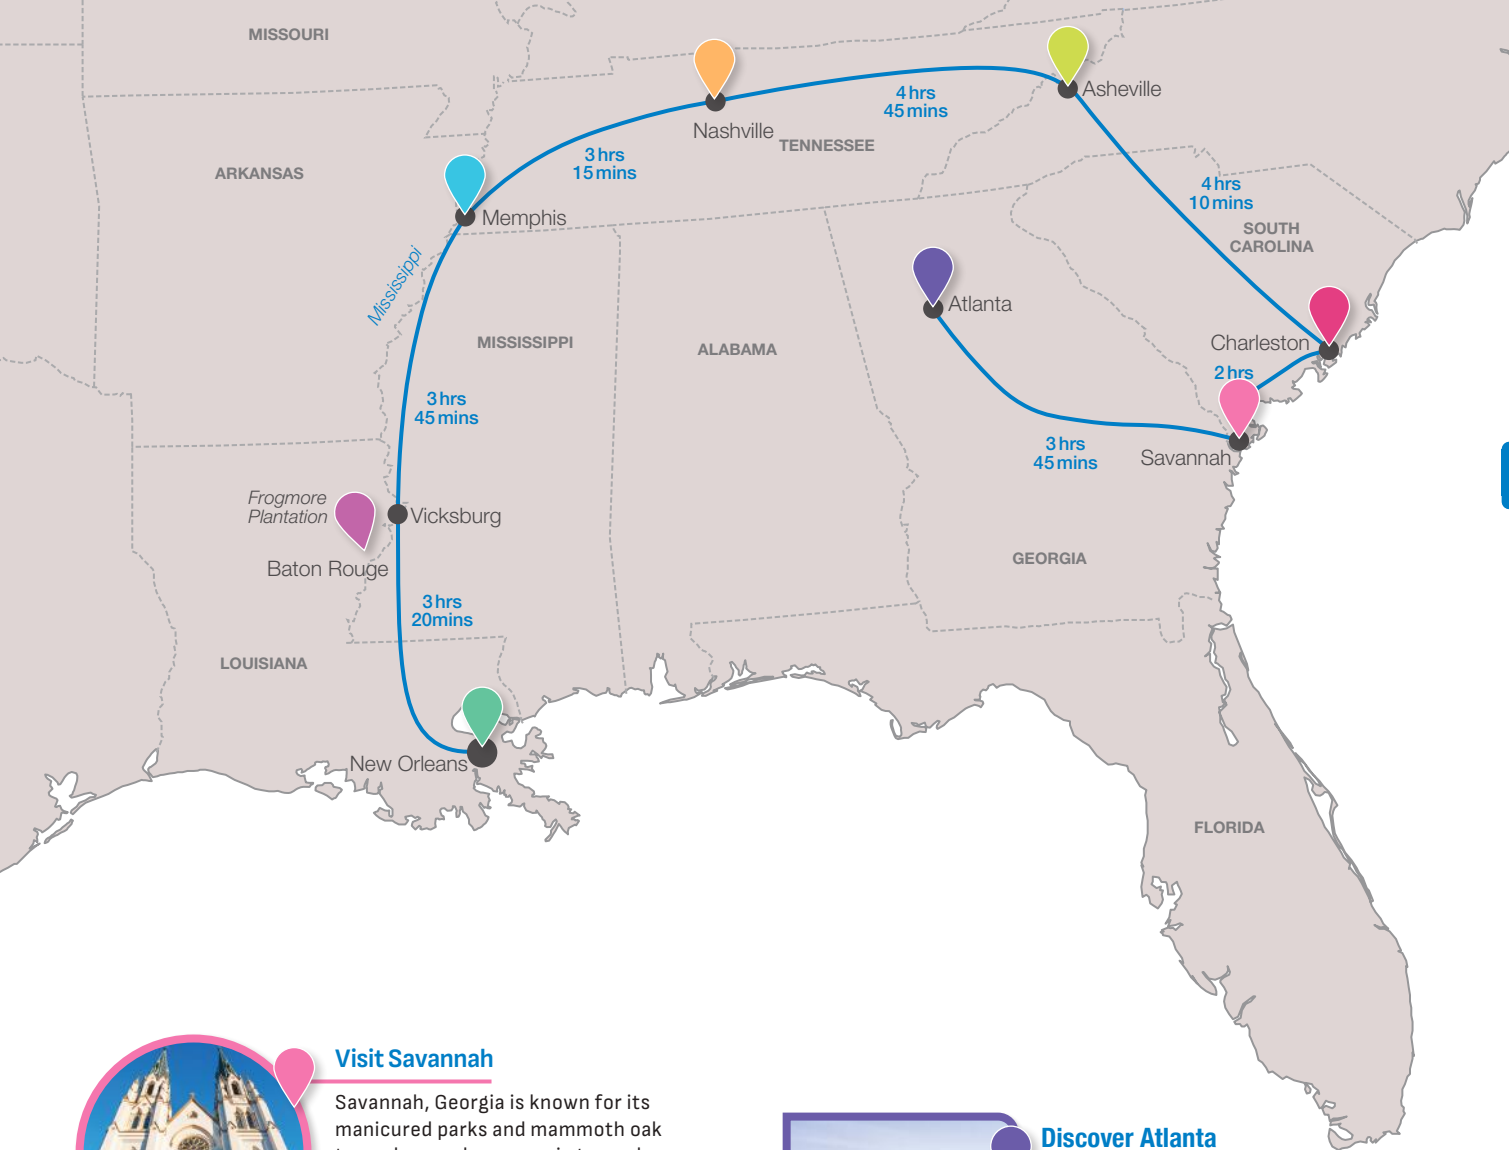 MISSOURI
ARKANSAS
Nashville
TENNESSEE
4 hrs
45 mins
Asheville
3 hrs
15 mins
Memphis
Mississippi
4 hrs
10 mins
SOUTH
CAROLINA
Atlanta
MISSISSIPPI
ALABAMA
Charleston
2 hrs
3 hrs
45 mins
3 hrs
45 mins
Savannah
Frogmore
Plantation
Vicksburg
Baton Rouge
GEORGIA
3 hrs
20mins
LOUISIANA
New Orleans
FLORIDA
Visit Savannah
Savannah, Georgia is known for its
manicured parks and mammoth oak
Discover Atlanta